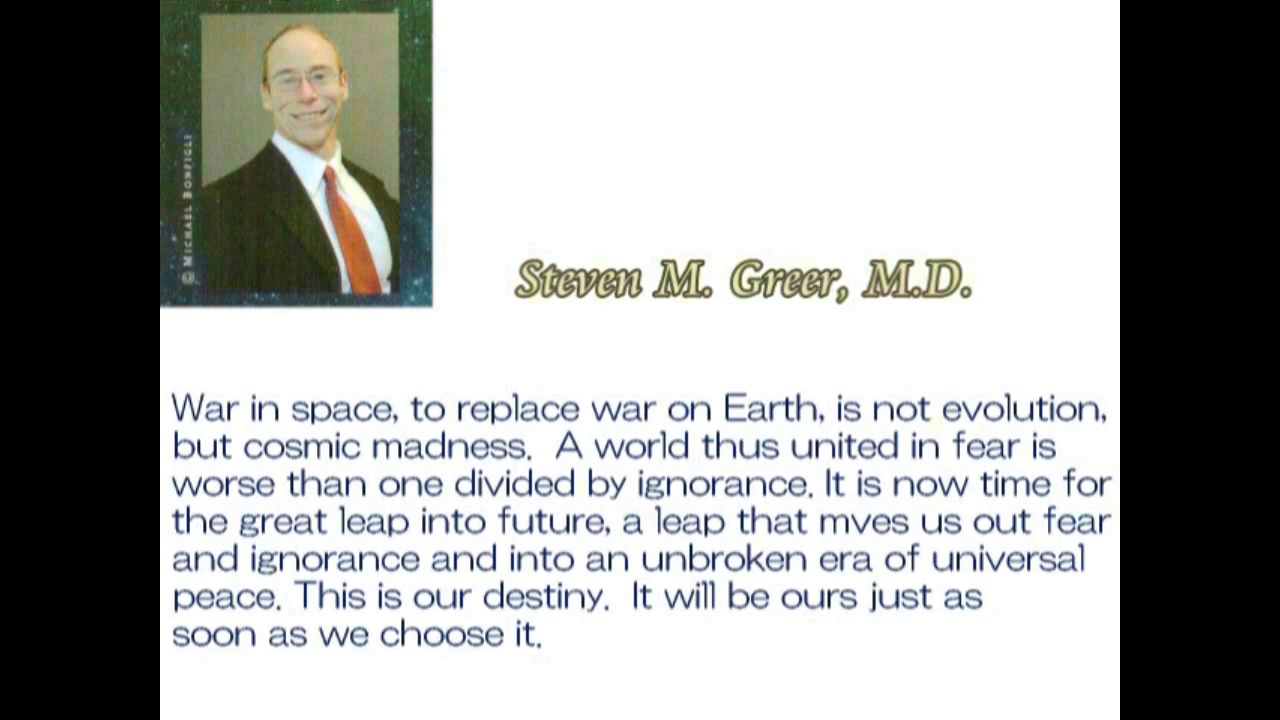 © MICHAEL BONFIGLI
Steven M. Greer, M.D.
War in space, to replace war on Earth, is not evolution,
but cosmic madness. A world thus united in fear is
worse than one divided by ignorance. It is now time for
the great leap into future, a leap that mves us out fear
and ignorance and into an unbroken era of universal
peace. This is our destiny. It will be ours just as
soon as we choose it.